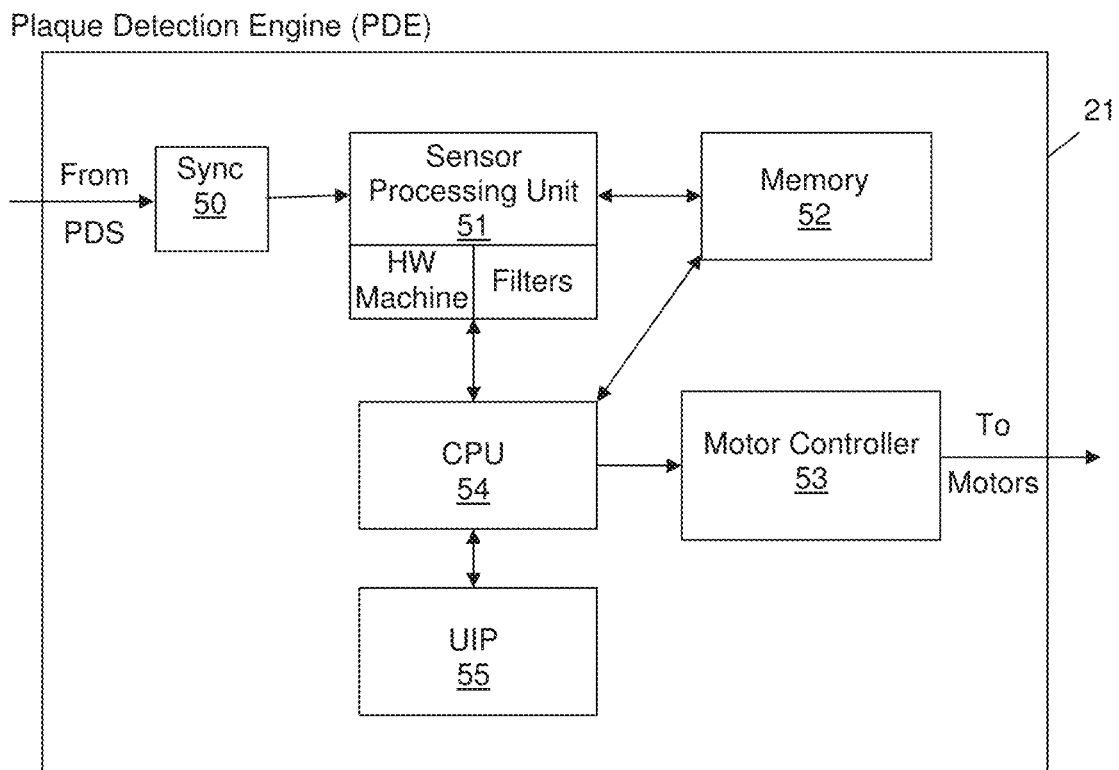 Plaque Detection Engine (PDE)
21
From
PDS
Sync
50
Sensor
Processing Unit
51
HW
Machine
Filters
Memory
52
CPU
54
Motor Controller
53
To
Motors
UIP
55